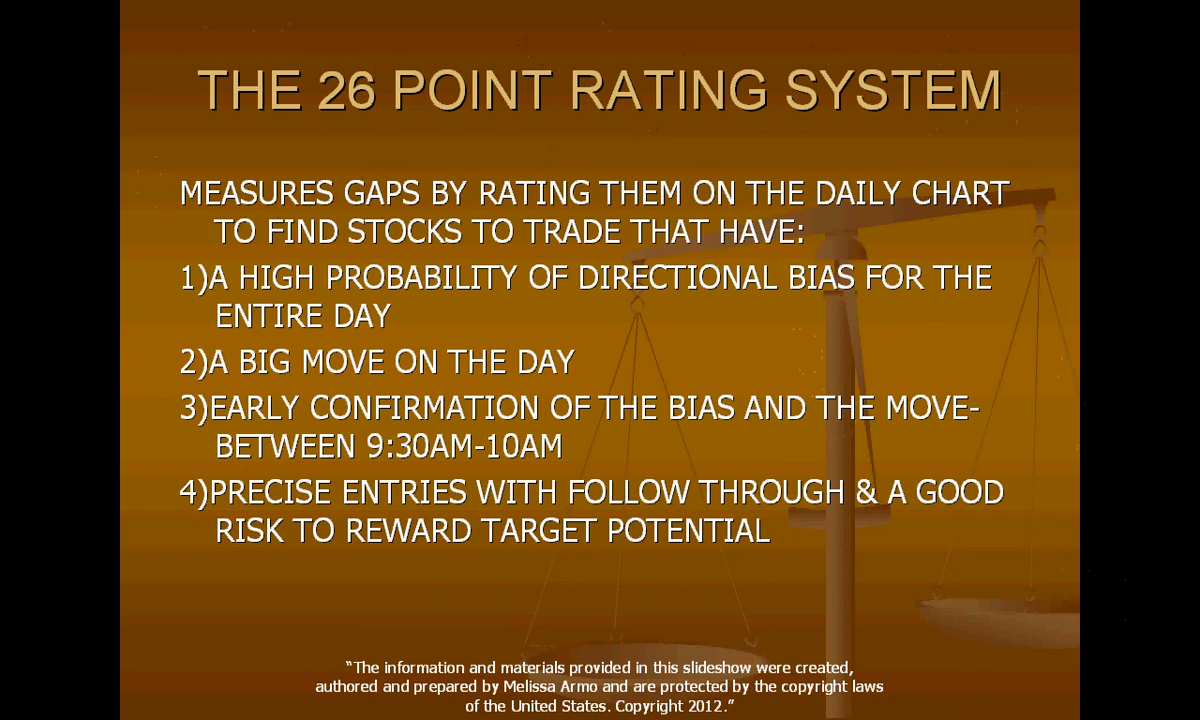 THE 26 POINT RATING SYSTEM
MEASURES GAPS BY RATING THEM ON THE DAILY CHART
TO FIND STOCKS TO TRADE THAT HAVE:
1)A HIGH PROBABILITY OF DIRECTIONAL BIAS FOR THE
ENTIRE DAY
2)A BIG MOVE ON THE DAY
3)EARLY CONFIRMATION OF THE BIAS AND THE MOVE-
BETWEEN 9:30AM-10AM
4)PRECISE ENTRIES WITH FOLLOW THROUGH & A GOOD
RISK TO REWARD TARGET POTENTIAL
“The information and materials provided in this slideshow were created,
authored and prepared by Melissa Armo and are protected by the copyright laws
of the United States. Copyright 2012.”